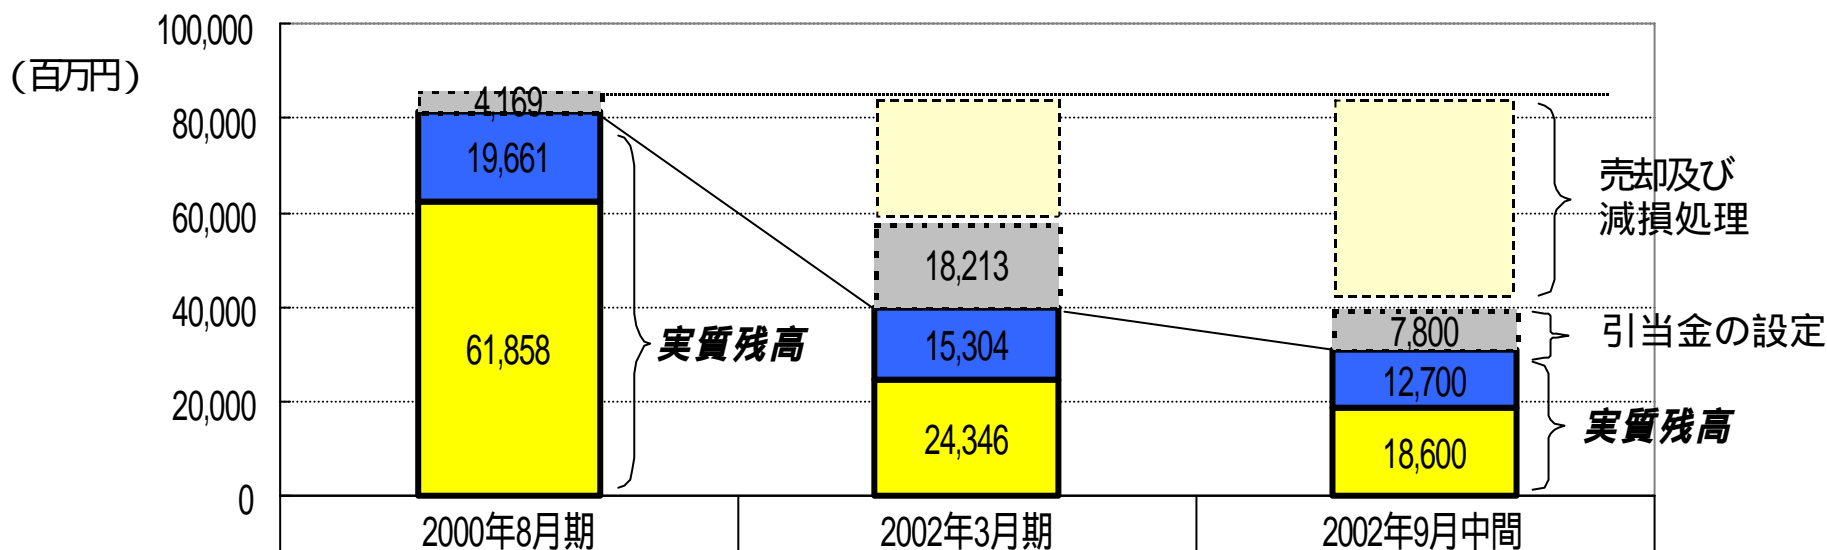 100,000
（百万円）
4,169
80,000
19,661
売却及び
60,000
減損処理
18,213
40,000
実質残高
61,858
15,304
7,800
引当金の設定
20,000
12,700
24,346
18,600
実質残高
0
2000年8月期
2002年3月期
2002年9月中間